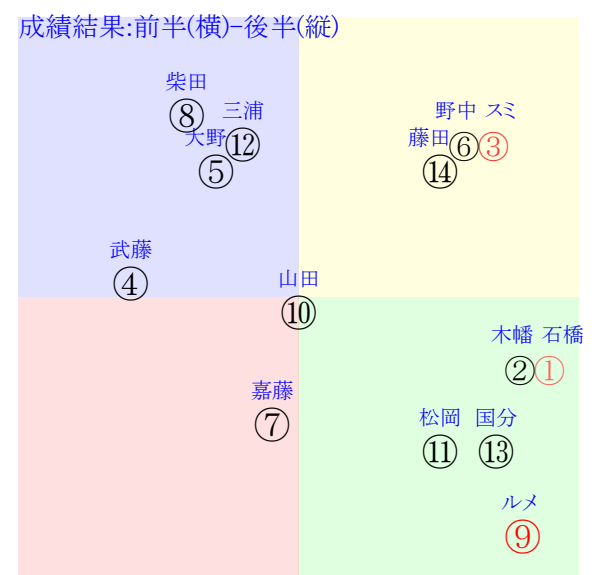 成績結果:前半(横)-後半(縦)
柴田
⑧
三浦
⑫
大野
⑤
野中
⑥
スミ
③
藤田
⑭
武藤
④
山田
⑩
木幡
②
石橋
①
嘉藤
⑦
松岡
⑪
国分
⑬
ルメ
⑨